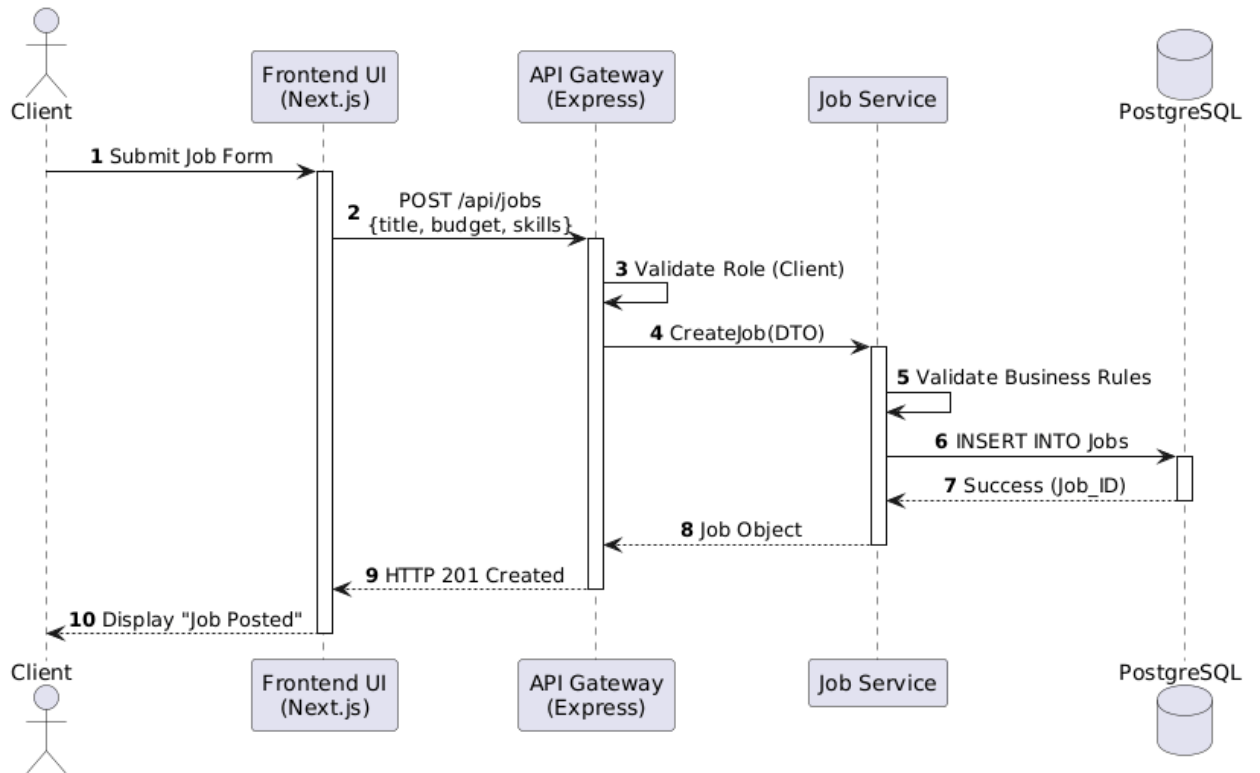 Client
Frontend UI
(Next.js)
API Gateway
(Express)
Job Service
PostgreSQL
1 Submit Job Form
2 POST /api/jobs
{title, budget, skills}
3 Validate Role (Client)
4 CreateJob(DTO)
5 Validate Business Rules
6 INSERT INTO Jobs
7 Success (Job_ID)
8 Job Object
9 HTTP 201 Created
10 Display "Job Posted"
Client
Frontend UI
(Next.js)
API Gateway
(Express)
Job Service
PostgreSQL